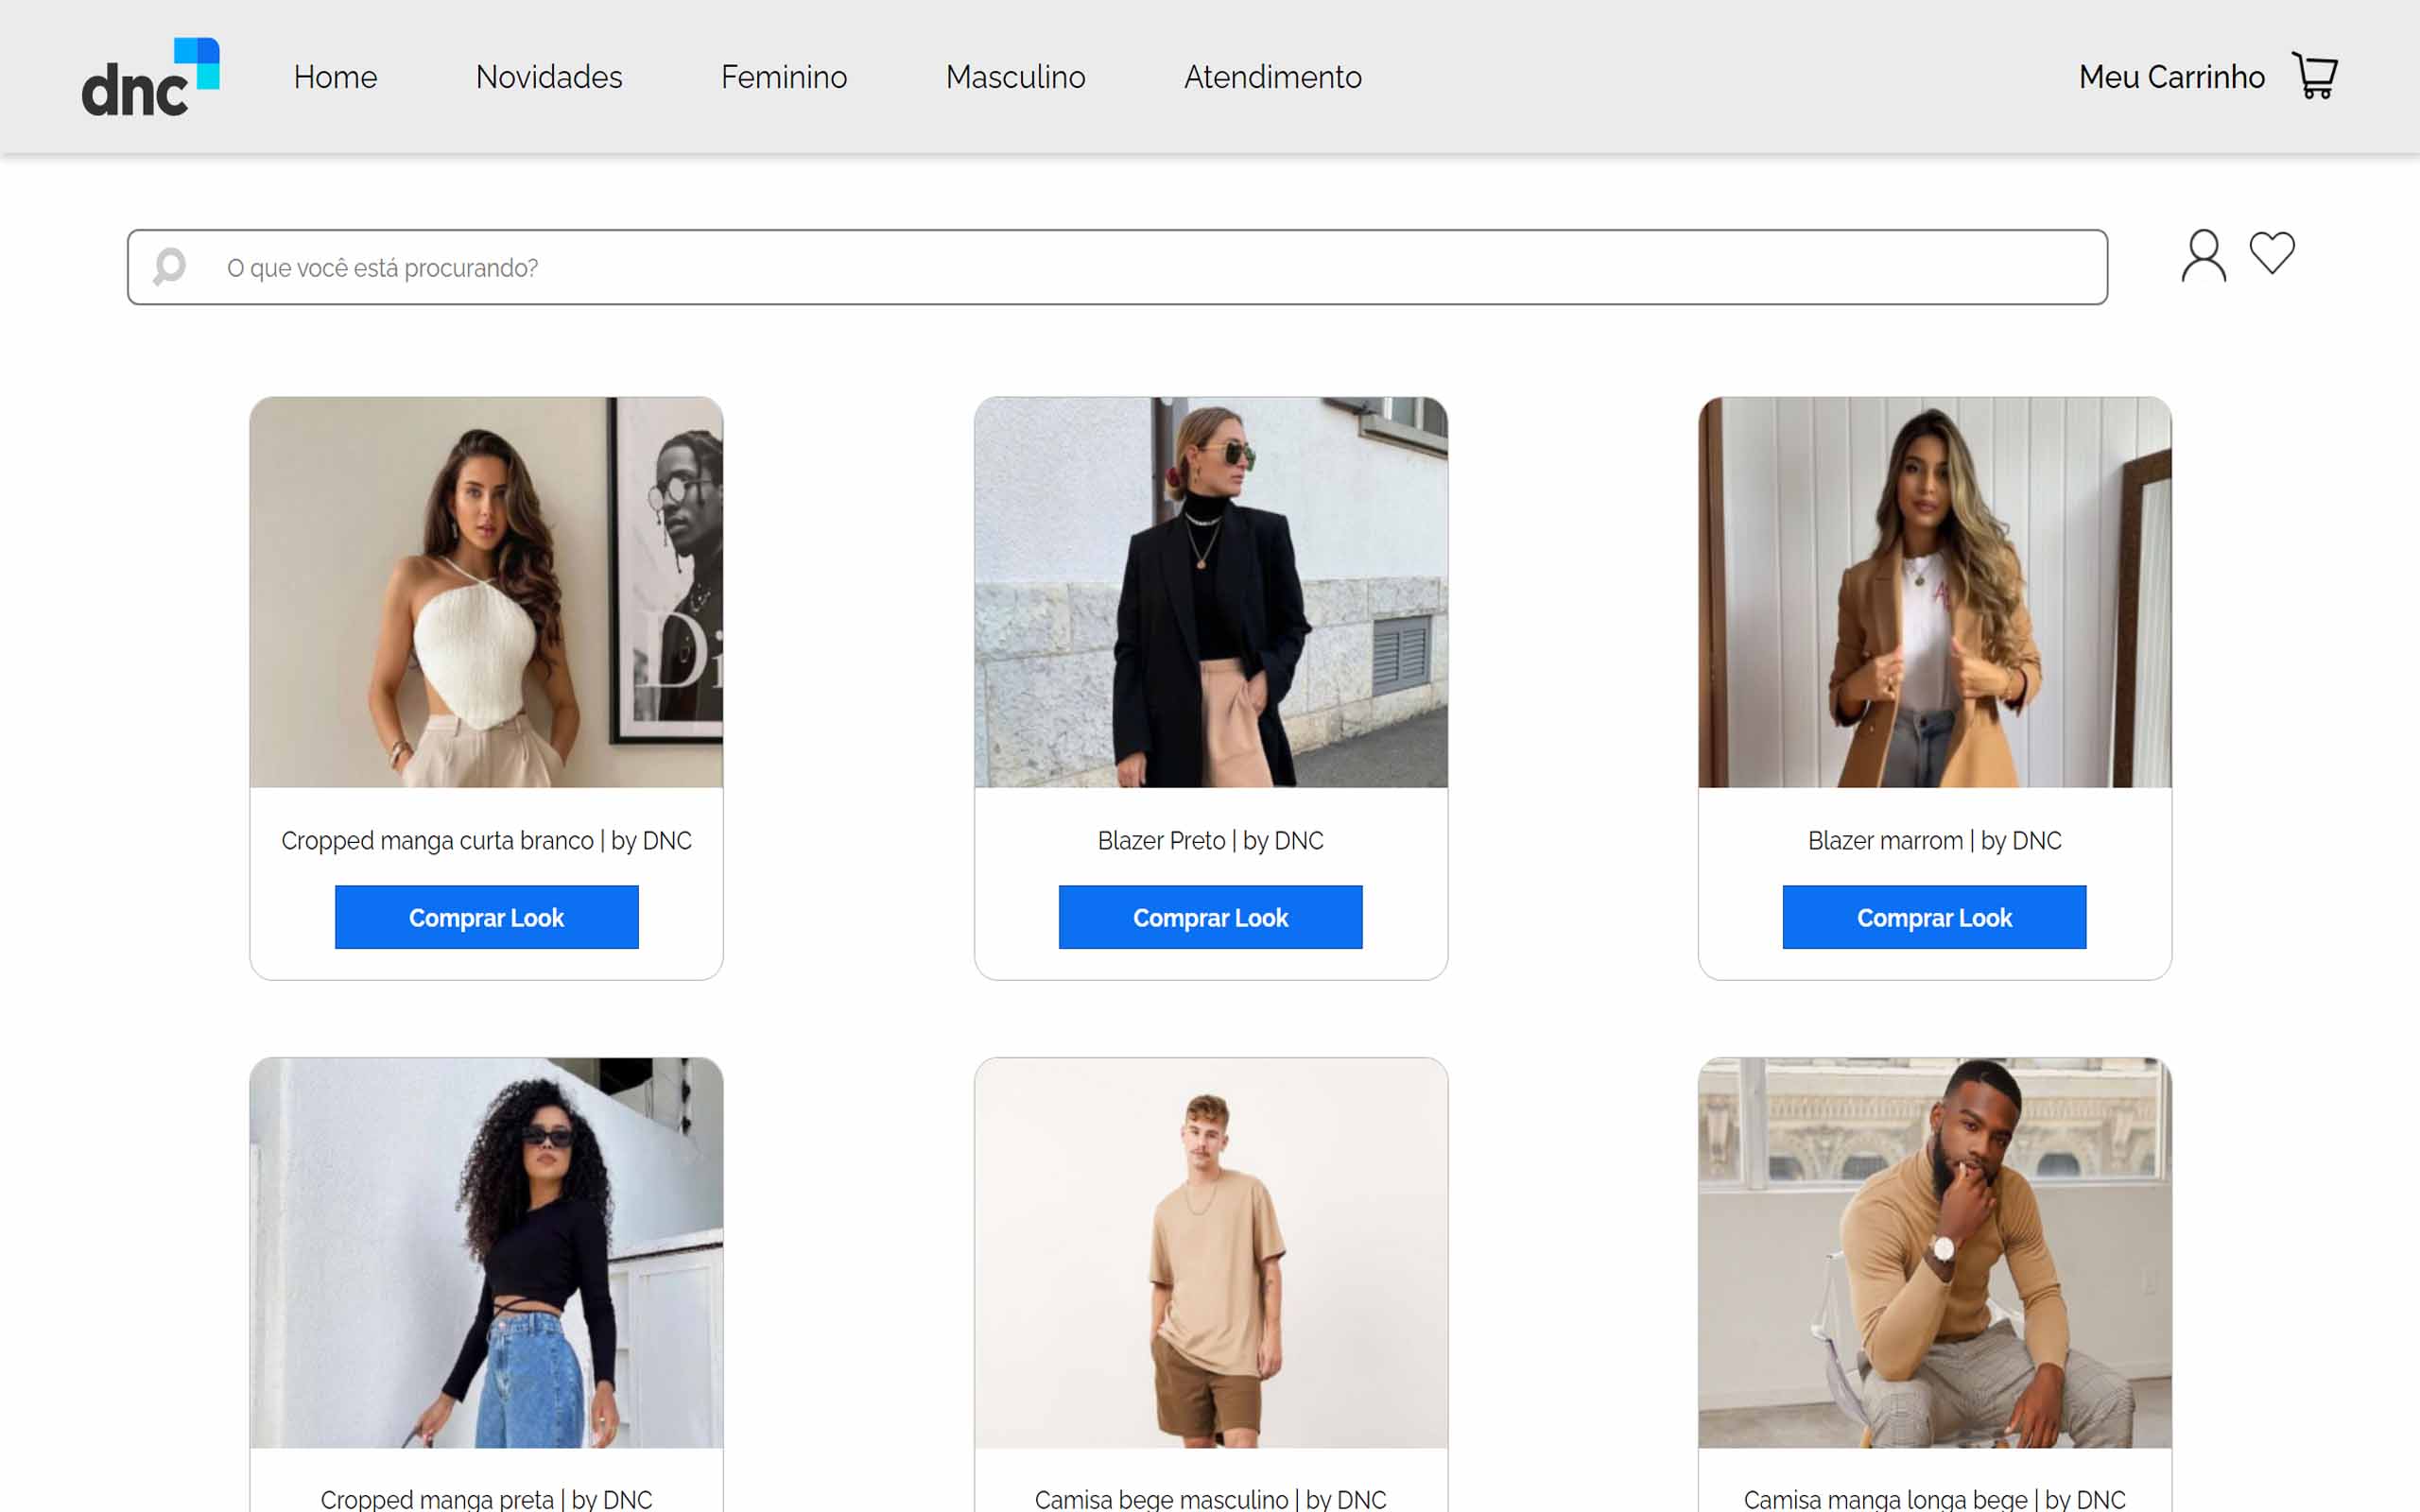 dnc
Home
Novidades
Feminino
Masculino
Atendimento
Meu Carrinho
O que você está procurando?
Di
Cropped manga curta branco | by DNC
Blazer Preto | by DNC
Blazer marrom | by DNC
Comprar Look
Comprar Look
Comprar Look
Cropped manga preta | by DNC
Camisa bege masculino | by DNC
Camisa manga longa bege | by DNC